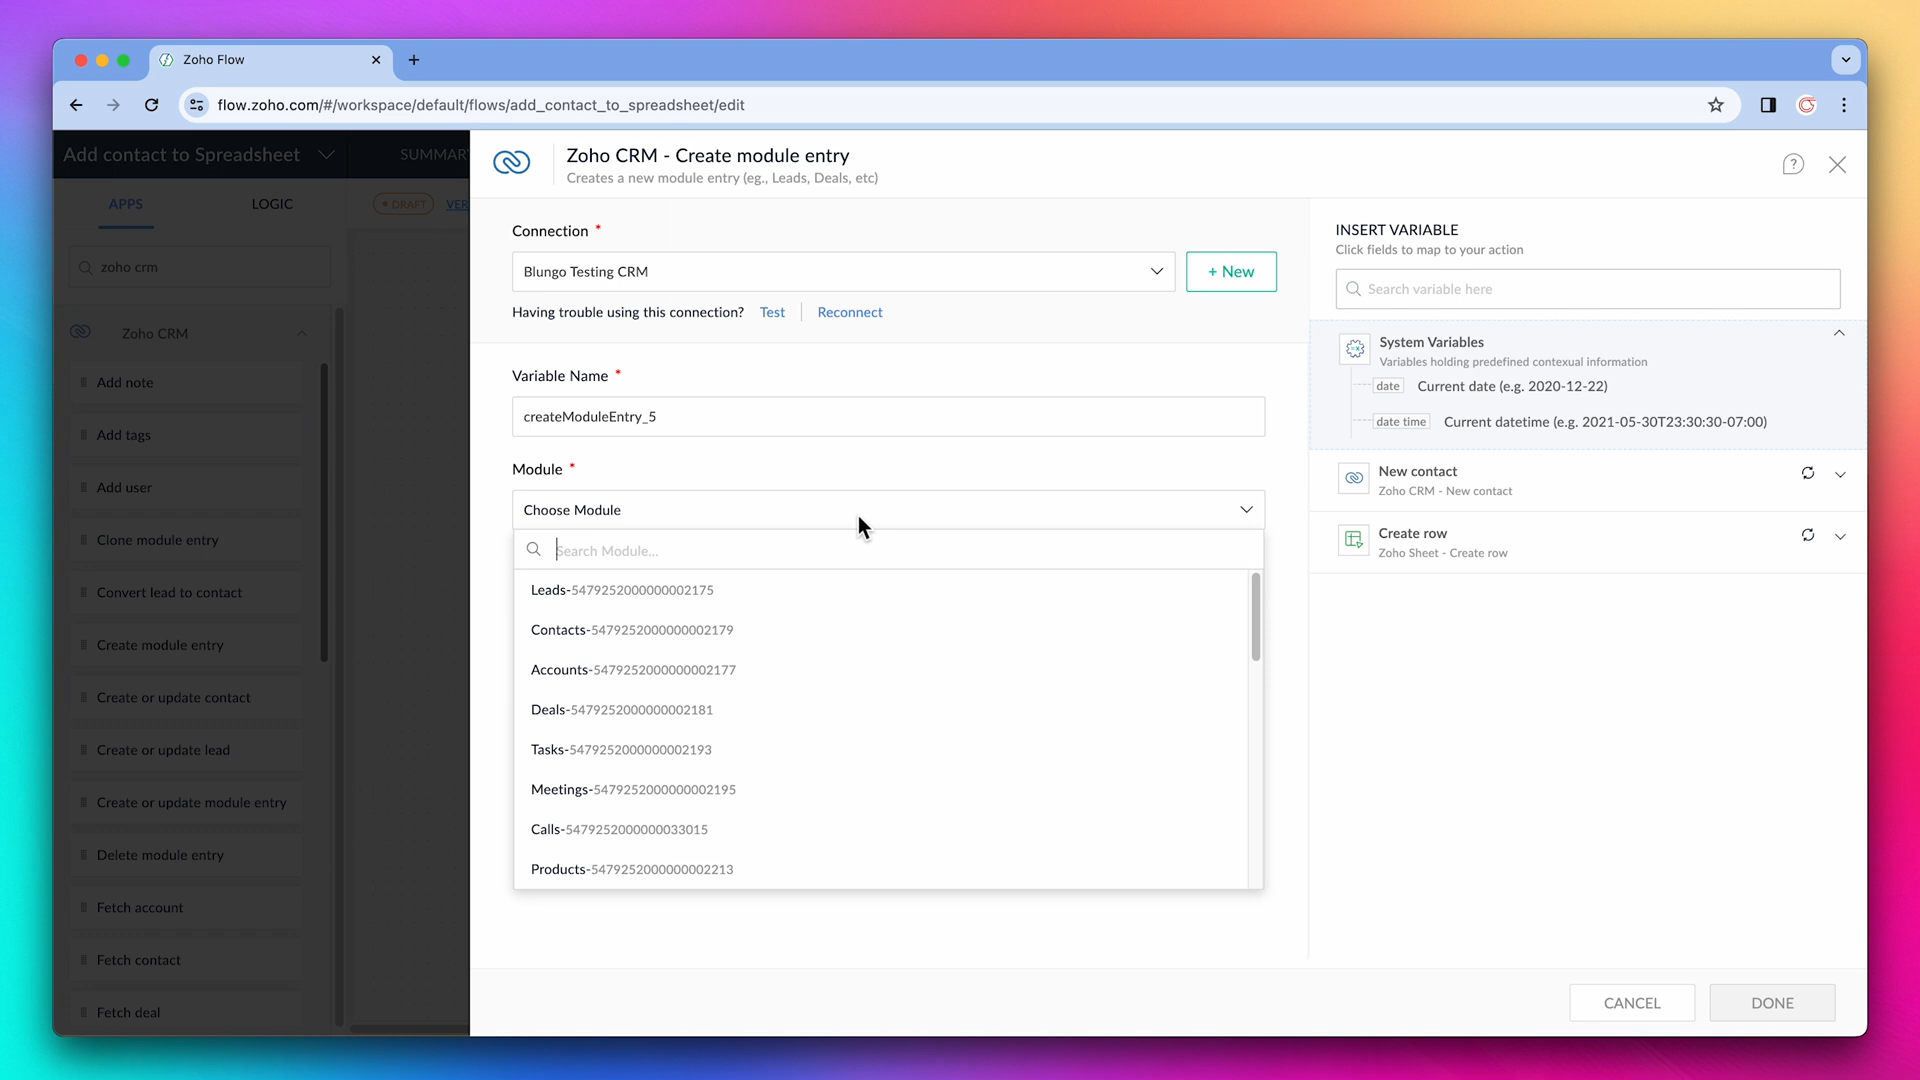 Zoho Flow
flow.zoho.com/#/workspace/default/flows/add_contact_to_spreadsheet/edit
Add contact to Spreadsheet
SUMMAR
APPS
LOGIC
DRAFT
VER
zoho crm
Zoho CRM
Add note
Add tags
Add user
Clone module entry
Convert lead to contact
Create module entry
Create or update contact
Create or update lead
Create or update module entry
Delete module entry
Fetch account
Fetch contact
Fetch deal
Zoho CRM - Create module entry
Creates a new module entry (eg., Leads, Deals, etc)
Connection *
Blungo Testing CRM
+ New
Having trouble using this connection? Test Reconnect
Variable Name *
createModuleEntry_5
Module *
Choose Module
Search Module...
Leads-5479252000000002175
Contacts-5479252000000002179
Accounts-5479252000000002177
Deals-5479252000000002181
Tasks-5479252000000002193
Meetings-5479252000000002195
Calls-5479252000000033015
Products-5479252000000002213
INSERT VARIABLE
Click fields to map to your action
Search variable here
System Variables
Variables holding predefined contexual information
date Current date (e.g. 2020-12-22)
date time Current datetime (e.g. 2021-05-30T23:30:30-07:00)
New contact
Zoho CRM - New contact
Create row
Zoho Sheet - Create row
CANCEL
DONE